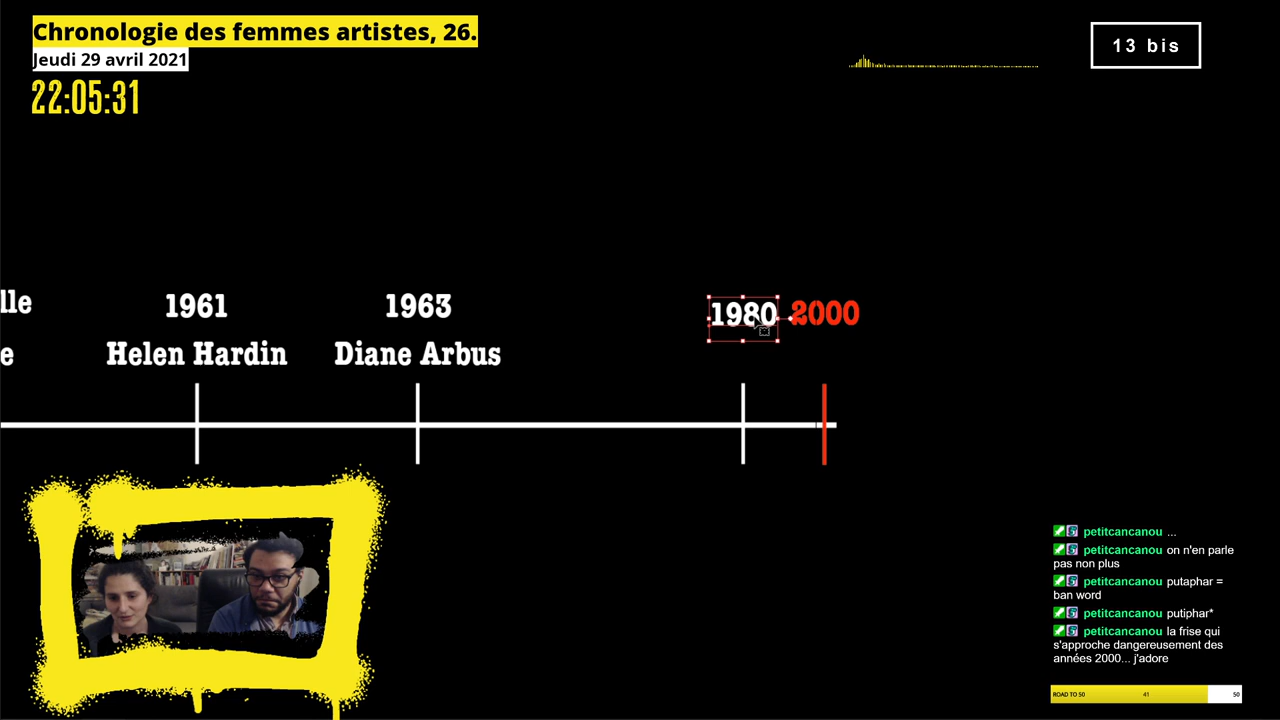 Chronologie des femmes artistes, 26.
Jeudi 29 avril 2021
22:05:31
13 bis
lle
1961
1963
1980
2000
e
Helen Hardin
Diane Arbus
petitcancanou ...
petitcancanou on n'en parle
pas non plus
petitcancanou putaphar =
ban word
petitcancanou putiphar*
petitcancanou la frise qui
s'approche dangereusement des
années 2000... j'adore
ROAD TO 50 41 50